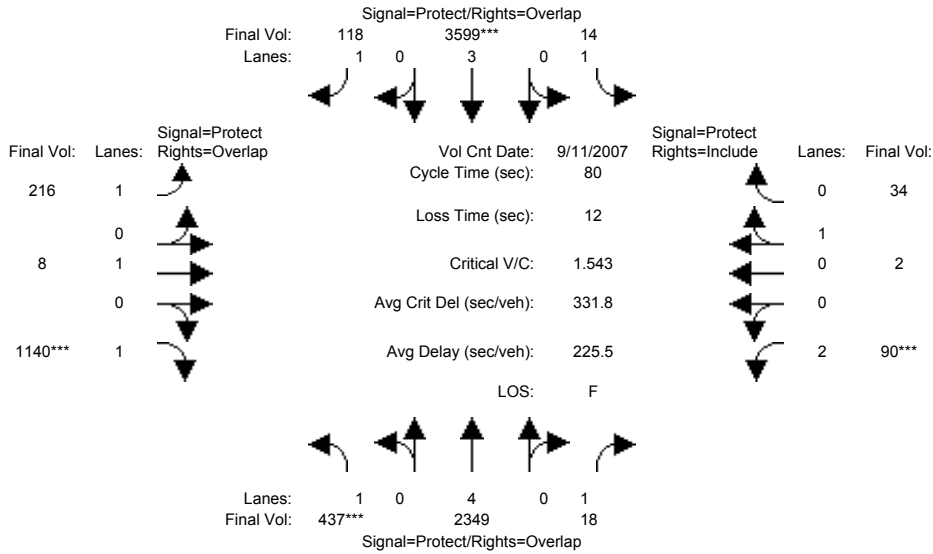 Signal=Protect/Rights=Overlap
Final Vol: 118 3599*** 14
Lanes: 1 0 3 0 1
Signal=Protect Signal=Protect
Final Vol: Lanes: Rights=Overlap Vol Cnt Date: 9/11/2007 Rights=Include Lanes: Final Vol:
Cycle Time (sec): 80
216 1 0 34
Loss Time (sec): 12
0 1
8 1 Critical V/C: 1.543 0 2
0 Avg Crit Del (sec/veh): 331.8 0
1140*** 1 Avg Delay (sec/veh): 225.5 2 90***
LOS: F
Lanes: 1 0 4 0 1
Final Vol: 437*** 2349 18
Signal=Protect/Rights=Overlap